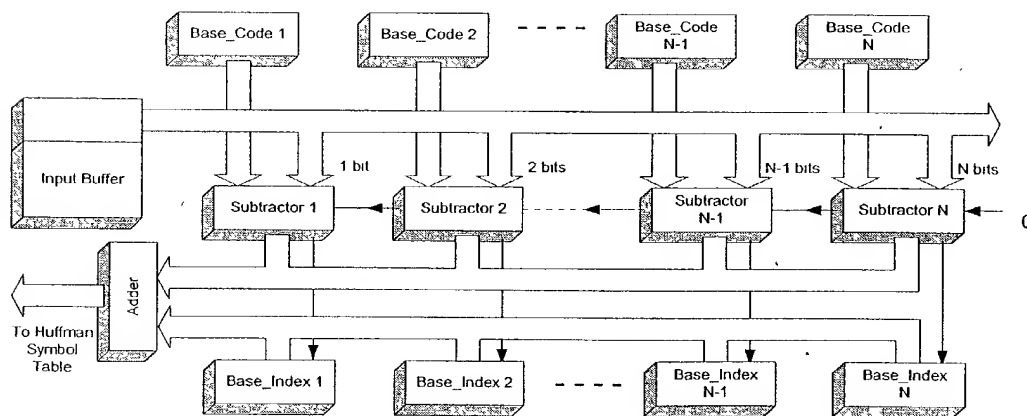 Base_Code 1
Base_Code 2
Base_Code
N-1
Base_Code
N
Input Buffer
1 bit
2 bits
N-1 bits
N bits
Subtractor 1
Subtractor 2
Subtractor
N-1
Subtractor N
0
Adder
To Huffman
Symbol
Table
Base_Index 1
Base_Index 2
Base_Index
N-1
Base_Index
N